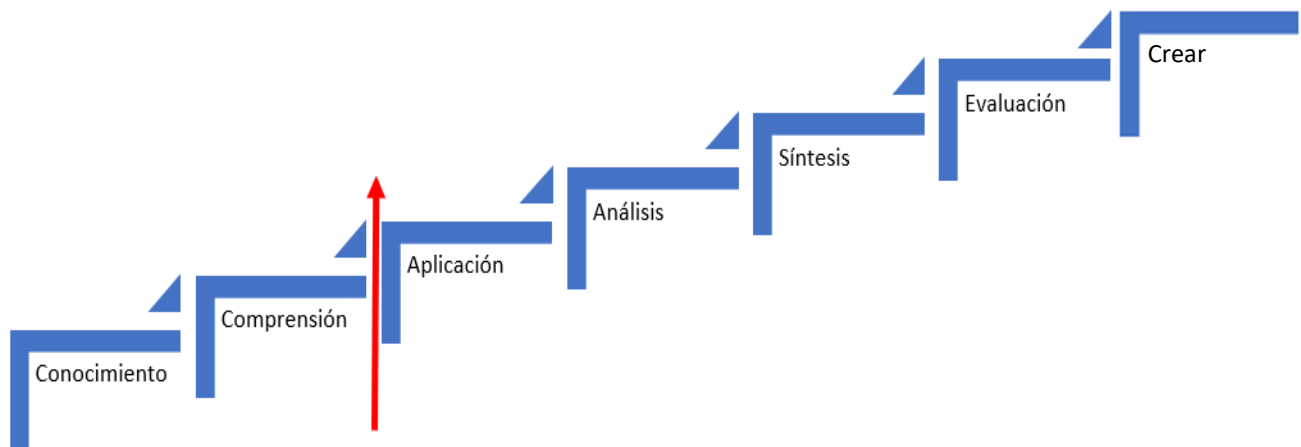 Conocimiento
Comprensión
Aplicación
Análisis
Síntesis
Evaluación
Crear